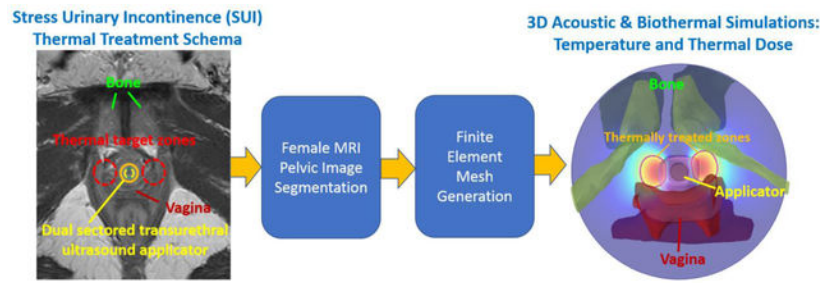 Stress Urinary Incontinence (SUI)
Thermal Treatment Schema
Bone
Thermal target zones
Vagina
Dual sectored transurethral
ultrasound applicator
Female MRI
Pelvic Image
Segmentation
Finite
Element
Mesh
Generation
3D Acoustic & Biothermal Simulations:
Temperature and Thermal Dose
Bone
Thermally treated zones
Applicator
Vagina